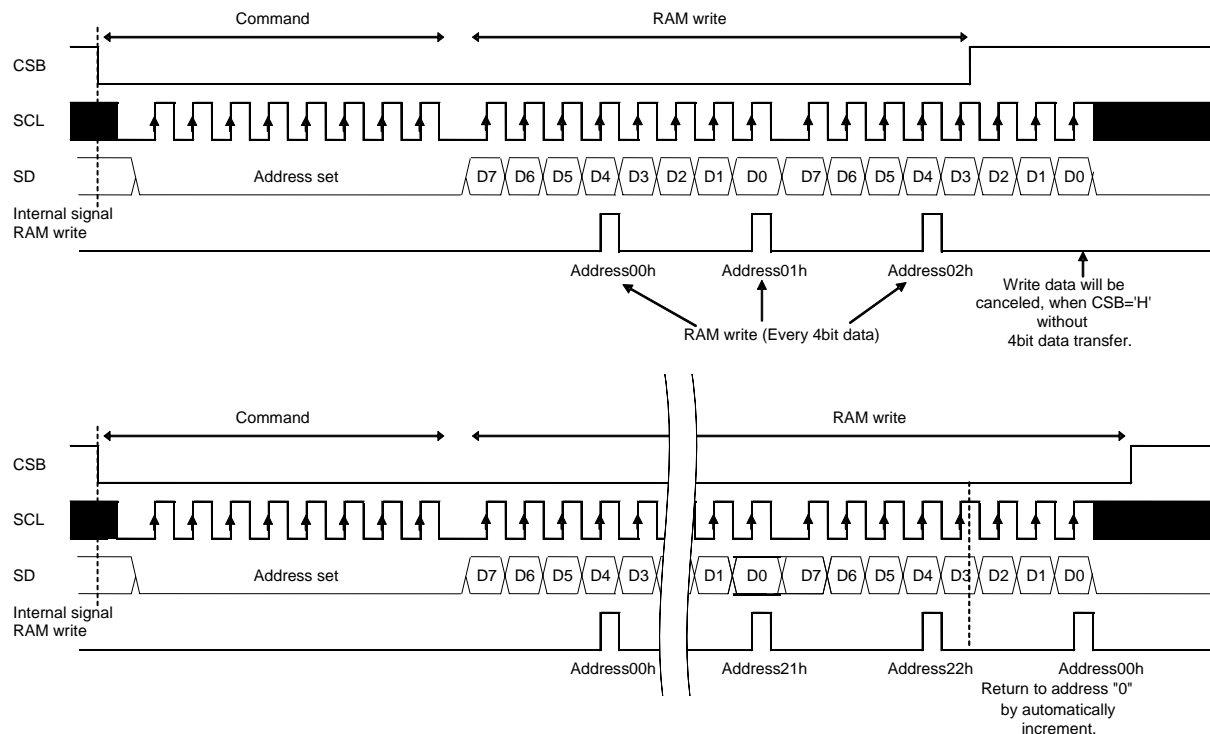 Command RAM write
CSB
SCL
SD Address set D7 D6 D5 D4 D3 D2 D1 D0 D7 D6 D5 D4 D3 D2 D1 D0
Internal signal
RAM write
Address00h Address01h Address02h
Write data will be
canceled, when CSB='H'
without
4bit data transfer.
RAM write (Every 4bit data)
Command RAM write
CSB
SCL
SD Address set D7 D6 D5 D4 D3 D1 D0 D7 D6 D5 D4 D3 D2 D1 D0
Internal signal
RAM write
Address00h Address21h Address22h Address00h
Return to address "0"
by automatically
increment.